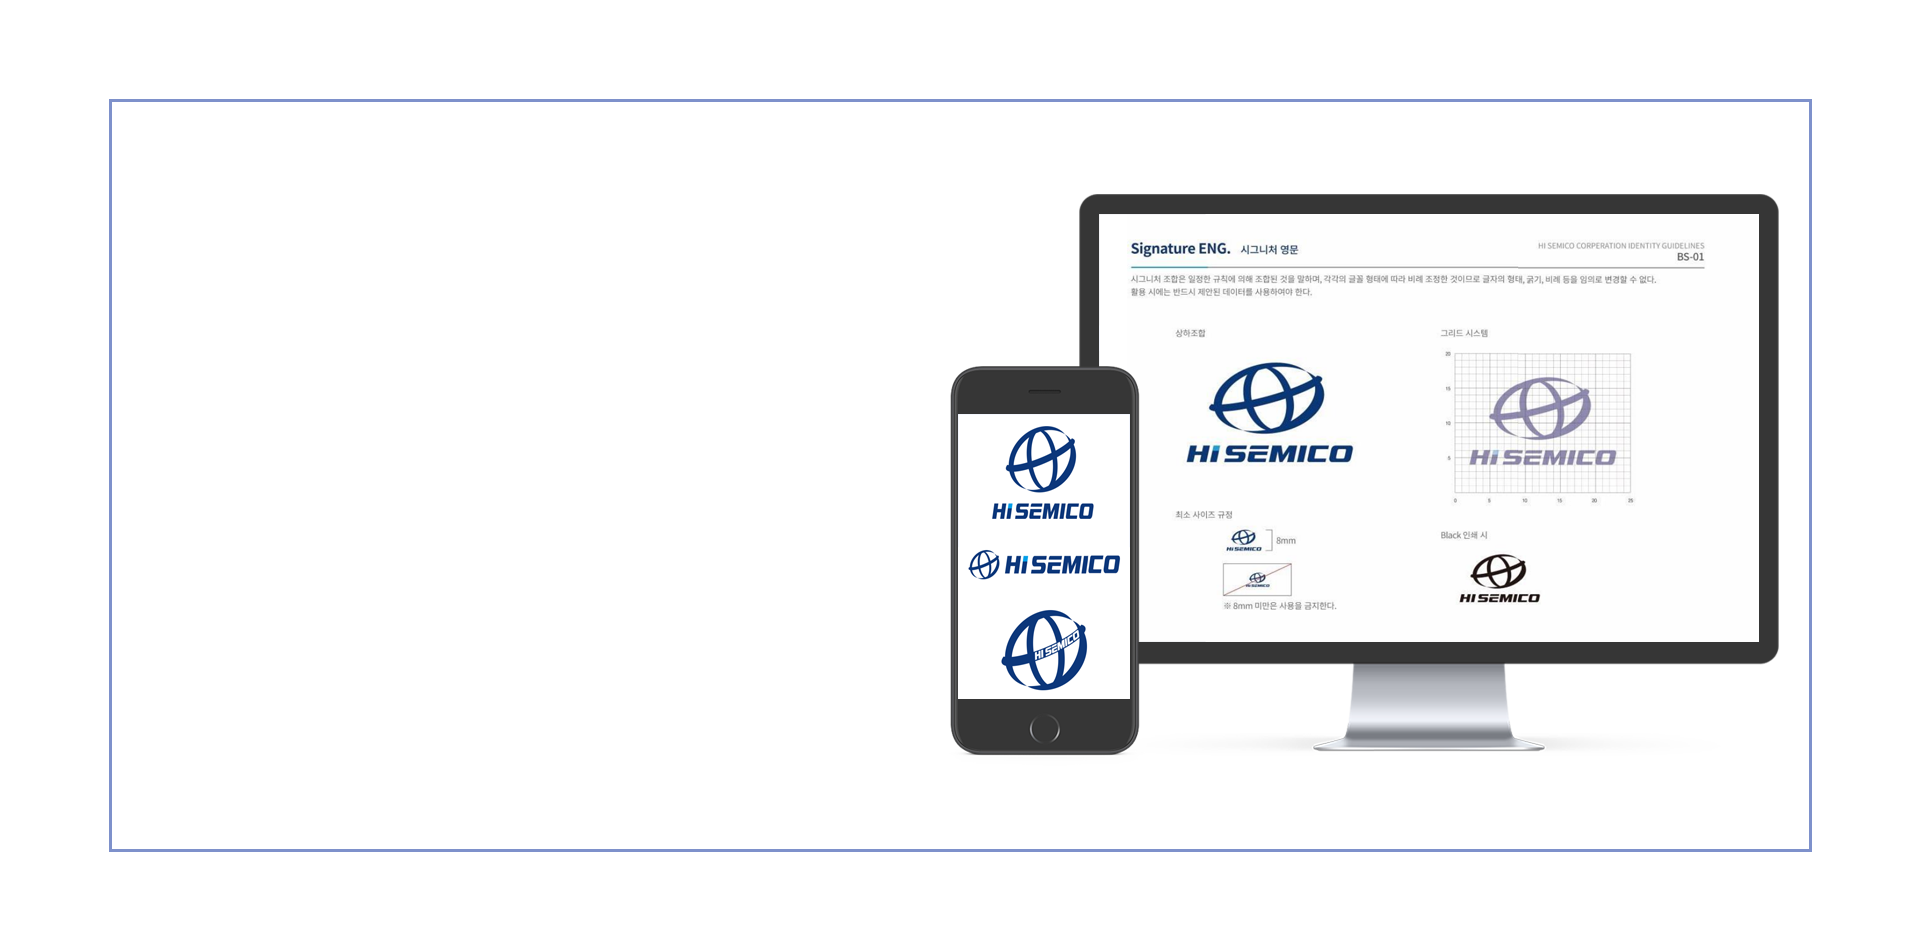 Signature ENG. 시그니처 영문
HI SEMICO CORPERATION IDENTITY GUIDELINES
BS-01
시그니처 조합은 일정한 규칙에 의해 조합된 것을 말하며, 각각의 글꼴 형태에 따라 비례 조정한 것이므로 글자의 형태, 굵기, 비례 등을 임의로 변경할 수 없다.
활용 시에는 반드시 제안된 데이터를 사용하여야 한다.
상하조합
그리드 시스템
HI SEMICO
20
15
10
5
HI SEMICO
0 5 10 15 20 25
최소 사이즈 규정
HI SEMICO
8mm
HI SEMICO
※ 8mm 미만은 사용을 금지한다.
Black 인쇄 시
HI SEMICO
HI SEMICO
HI SEMICO
HI SEMICO